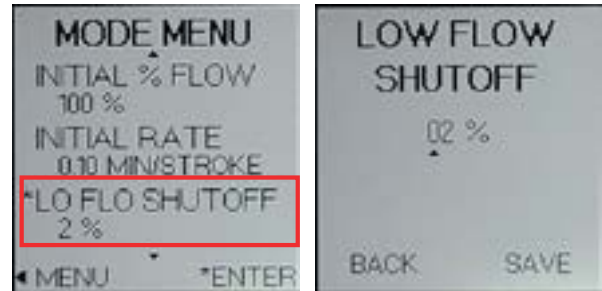 MODE MENU
INITIAL % FLOW
100 %
INITIAL RATE
0.10 MIN/STROKE
*LO FLO SHUTOFF
2 %
MENU *ENTER
LOW FLOW
SHUTOFF
02 %
BACK SAVE